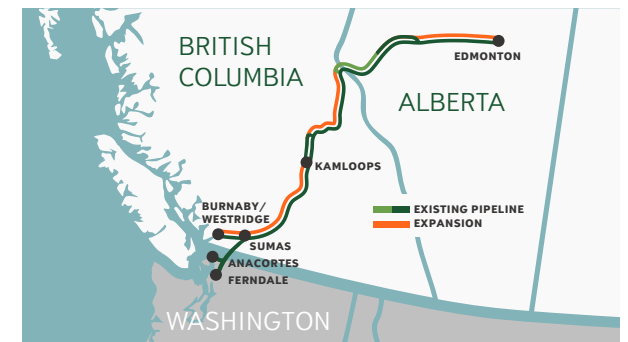 BRITISH
COLUMBIA
EDMONTON
ALBERTA
KAMLOOPS
BURNABY/
WESTRIDGE
EXISTING PIPELINE
EXPANSION
SUMAS
ANACORTES
FERNDALE
WASHINGTON